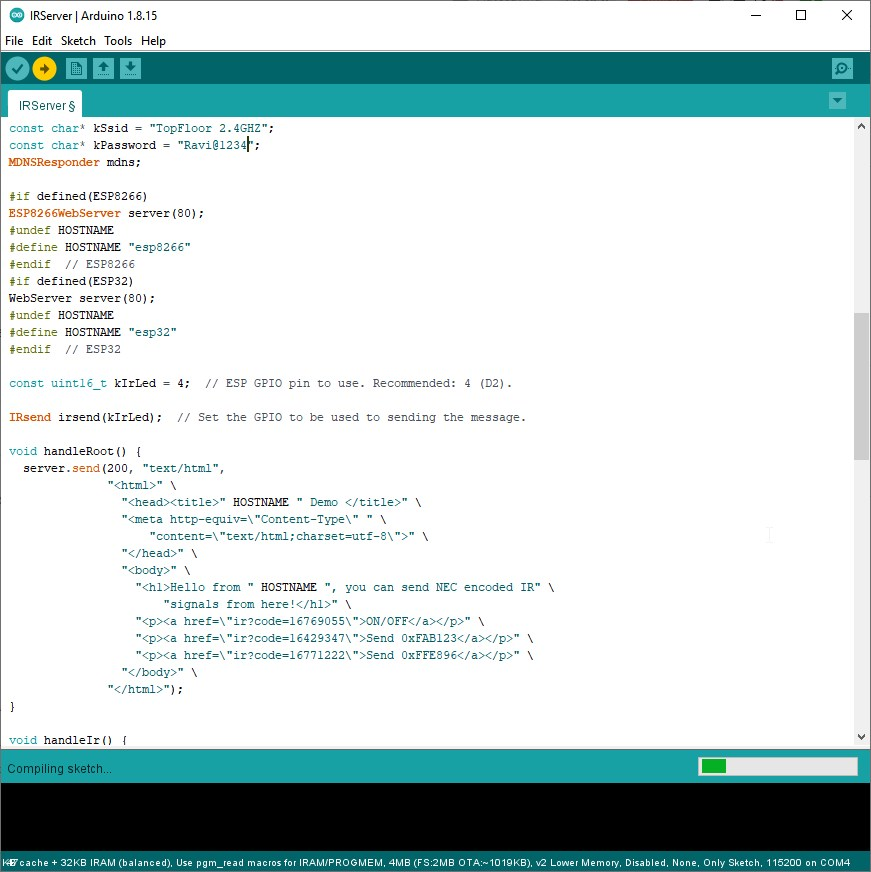 IRServer | Arduino 1.8.15
File Edit Sketch Tools Help
IRServer §
const char* kSsid = "TopFloor 2.4GHZ";
const char* kPassword = "Ravi@1234";
MDNSResponder mdns;
#if defined(ESP8266)
ESP8266WebServer server(80);
#undef HOSTNAME
#define HOSTNAME "esp8266"
#endif  // ESP8266
#if defined(ESP32)
WebServer server(80);
#undef HOSTNAME
#define HOSTNAME "esp32"
#endif  // ESP32
const uint16_t kIrLed = 4;  // ESP GPIO pin to use. Recommended: 4 (D2).
IRsend irsend(kIrLed);  // Set the GPIO to be used to sending the message.
void handleRoot() {
  server.send(200, "text/html",
              "<html>" \
                "<head><title>" HOSTNAME " Demo </title>" \
                "<meta http-equiv=\"Content-Type\" " \
                    "content=\"text/html;charset=utf-8\">" \
                "</head>" \
                "<body>" \
                  "<h1>Hello from " HOSTNAME ", you can send NEC encoded IR" \
                      "signals from here!</h1>" \
                  "<p><a href=\"ir?code=16769055\">ON/OFF</a></p>" \
                  "<p><a href=\"ir?code=16429347\">Send 0xFAB123</a></p>" \
                  "<p><a href=\"ir?code=16771222\">Send 0xFFE896</a></p>" \
                "</body>" \
              "</html>");
}
void handleIr() {
Compiling sketch...
cache + 32KB IRAM (balanced), Use pgm_read macros for IRAM/PROGMEM, 4MB (FS:2MB OTA:~1019KB), v2 Lower Memory, Disabled, None, Only Sketch, 115200 on COM4